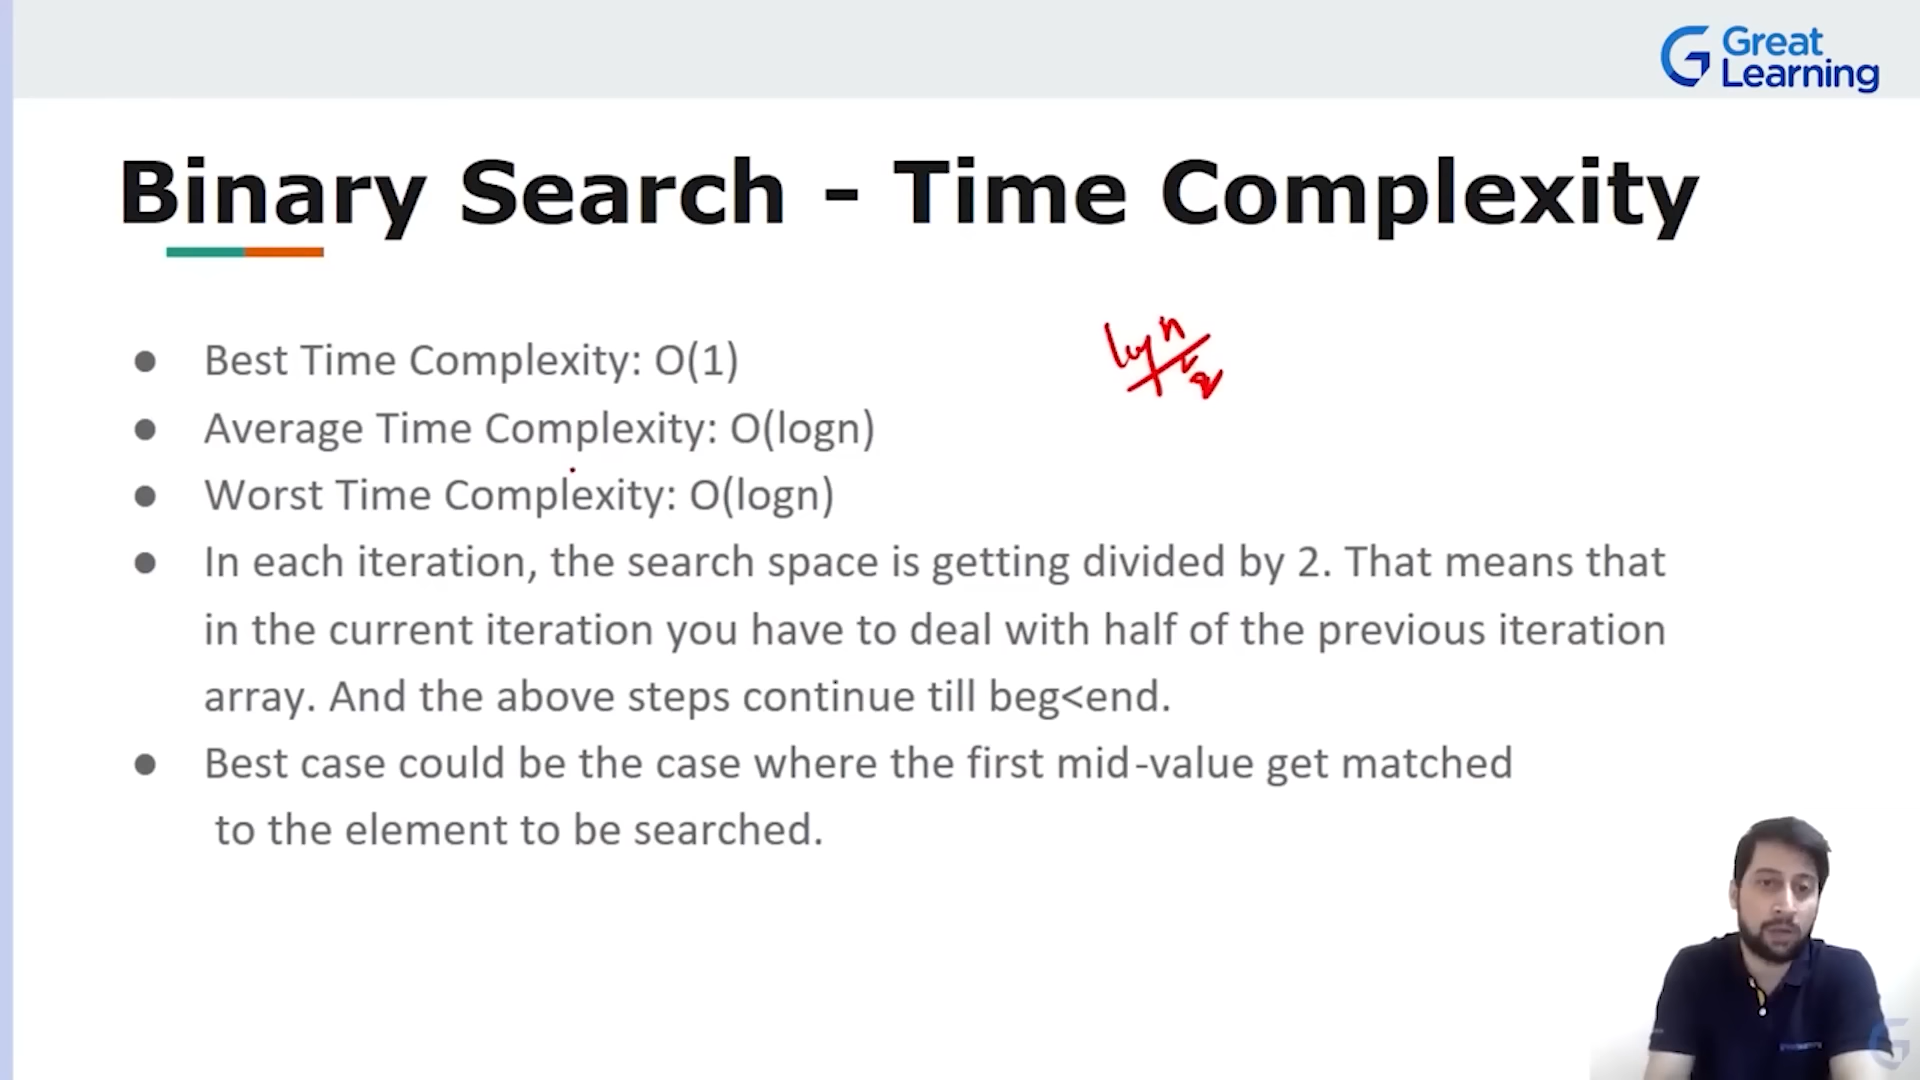 Great
Learning
Binary Search - Time Complexity
log n
● Best Time Complexity: O(1)
● Average Time Complexity: O(logn)
● Worst Time Complexity: O(logn)
● In each iteration, the search space is getting divided by 2. That means that
in the current iteration you have to deal with half of the previous iteration
array. And the above steps continue till beg<end.
● Best case could be the case where the first mid-value get matched
to the element to be searched.